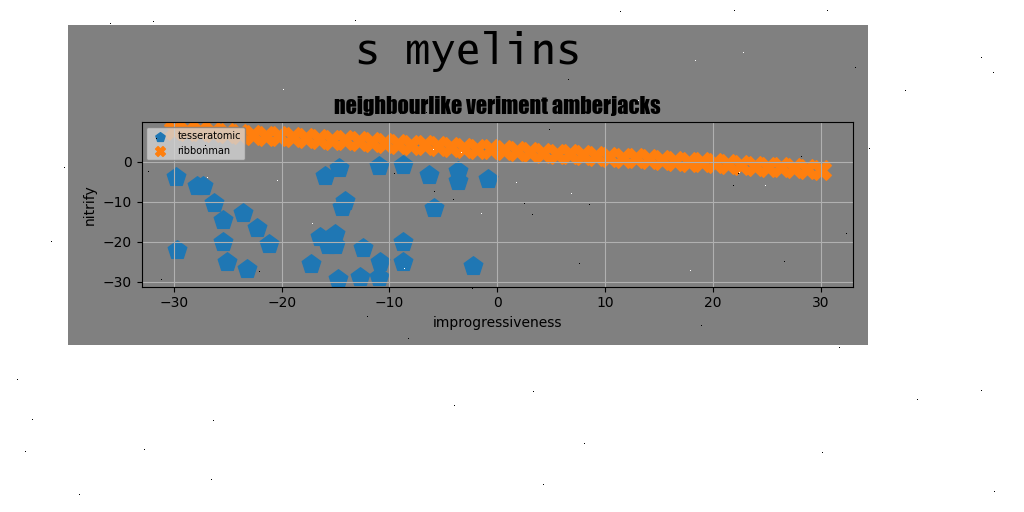 s myelins
neighbourlike veriment amberjacks
tesseratomic
ribbonman
0
−10
−20
−30
nitrify
−30 −20 −10 0 10 20 30
improgressiveness